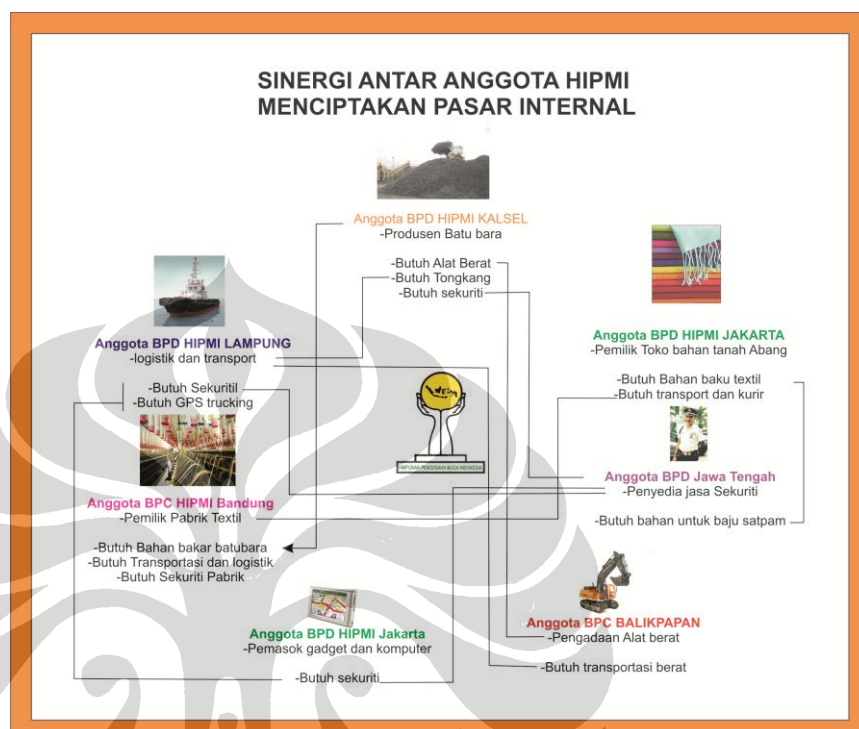 SINERGI ANTAR ANGGOTA HIPMI
MENCIPTAKAN PASAR INTERNAL
Anggota BPD HIPMI KALSEL
-Produsen Batu bara
-Butuh Alat Berat
-Butuh Tongkang
-Butuh sekuriti
Anggota BPD HIPMI LAMPUNG
-logistik dan transport
-Butuh Sekuritil
-Butuh GPS trucking
Anggota BPD HIPMI JAKARTA
-Pemilik Toko bahan tanah Abang
-Butuh Bahan baku textil
-Butuh transport dan kurir
HIMPUNAN PENGUSAHA MUDA INDONESIA
Anggota BPD Jawa Tengah
-Penyedia jasa Sekuriti
-Butuh bahan untuk baju satpam
Anggota BPC HIPMI Bandung
-Pemilik Pabrik Textil
-Butuh Bahan bakar batubara
-Butuh Transportasi dan logistik
-Butuh Sekuriti Pabrik
Anggota BPD HIPMI Jakarta
-Pemasok gadget dan komputer
-Butuh sekuriti
Anggota BPC BALIKPAPAN
-Pengadaan Alat berat
-Butuh transportasi berat